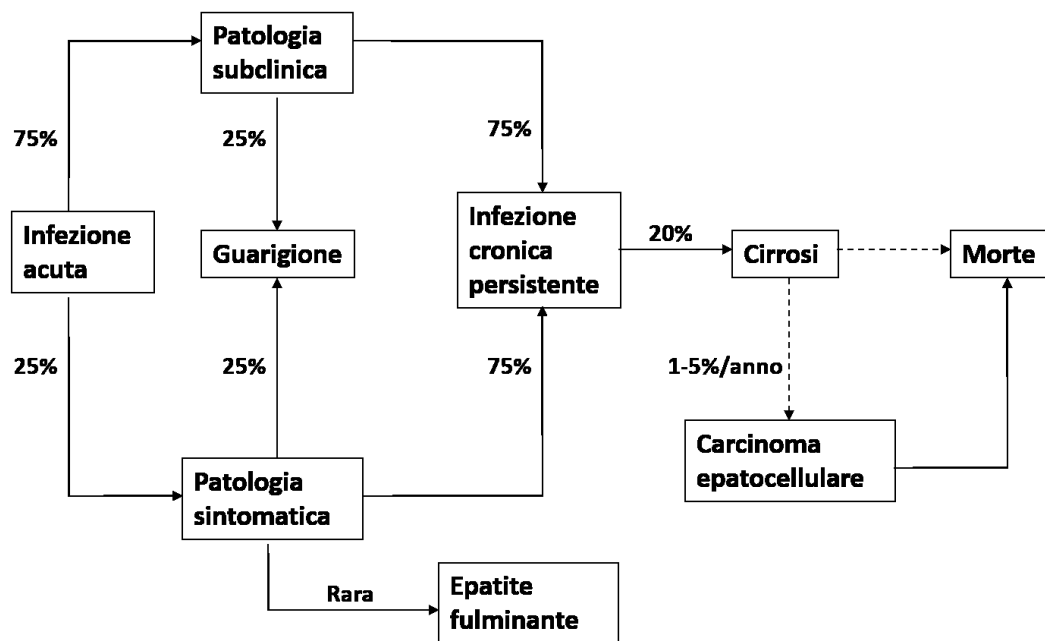 Patologia
subclinica
75%
25%
75%
Infezione
acuta
Guarigione
Infezione
cronica
persistente
20%
Cirrosi
Morte
25%
25%
75%
1-5%/anno
Patologia
sintomatica
Carcinoma
epatocellulare
Rara
Epatite
fulminante